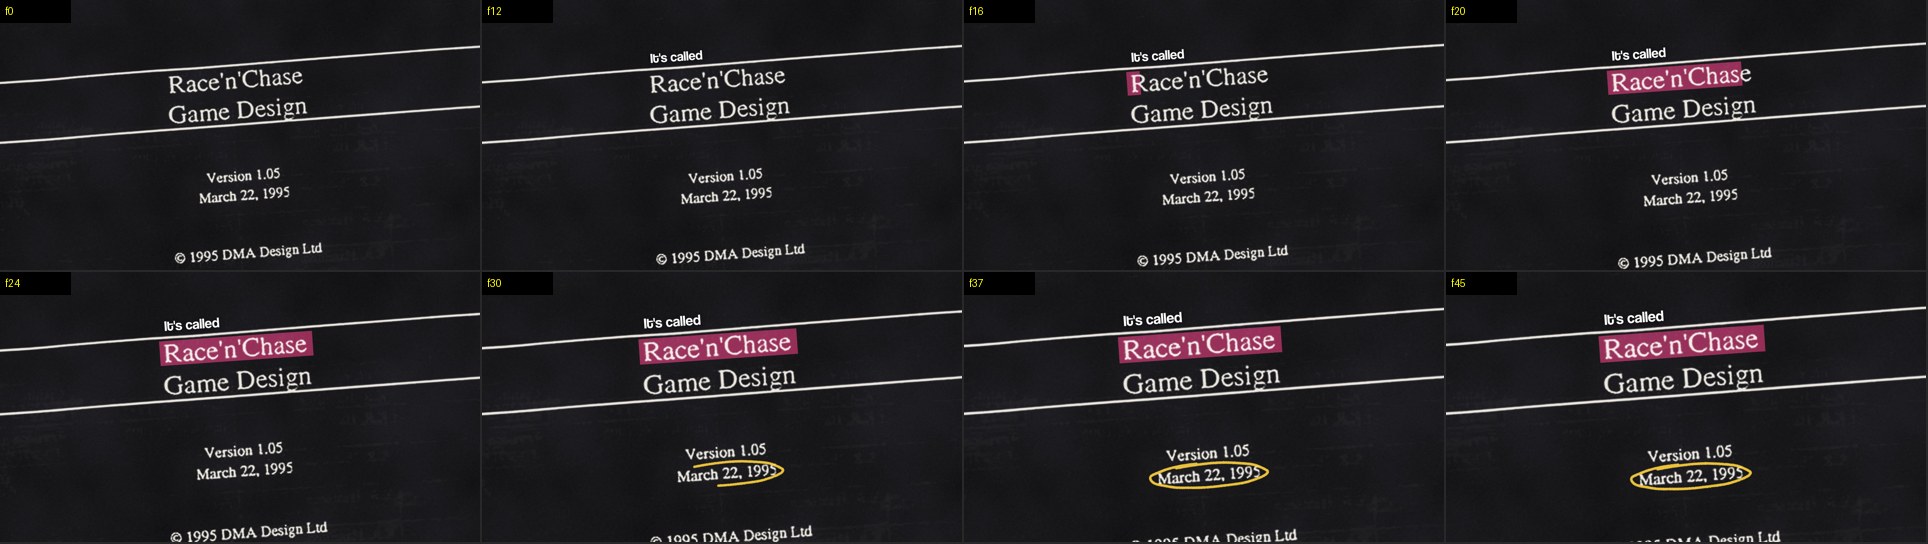 f0
Race'n'Chase
Game Design
Version 1.05
March 22, 1995
© 1995 DMA Design Ltd
f12
It's called
Race'n'Chase
Game Design
Version 1.05
March 22, 1995
© 1995 DMA Design Ltd
f16
It's called
Race'n'Chase
Game Design
Version 1.05
March 22, 1995
© 1995 DMA Design Ltd
f20
It's called
Race'n'Chase
Game Design
Version 1.05
March 22, 1995
© 1995 DMA Design Ltd
f24
It's called
Race'n'Chase
Game Design
Version 1.05
March 22, 1995
© 1995 DMA Design Ltd
f30
It's called
Race'n'Chase
Game Design
Version 1.05
March 22, 1995
© 1995 DMA Design Ltd
f37
It's called
Race'n'Chase
Game Design
Version 1.05
March 22, 1995
1995 DMA Design Ltd
f45
It's called
Race'n'Chase
Game Design
Version 1.05
March 22, 1995
1995 DMA Design Ltd